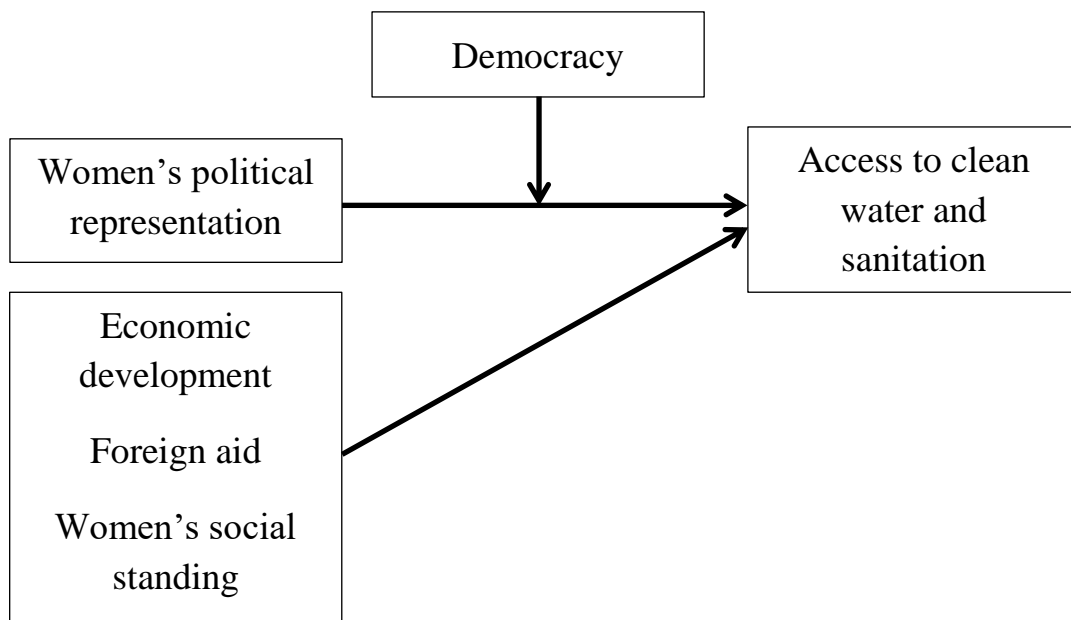 Democracy
Women’s political
representation
Access to clean
water and
sanitation
Economic
development
Foreign aid
Women’s social
standing